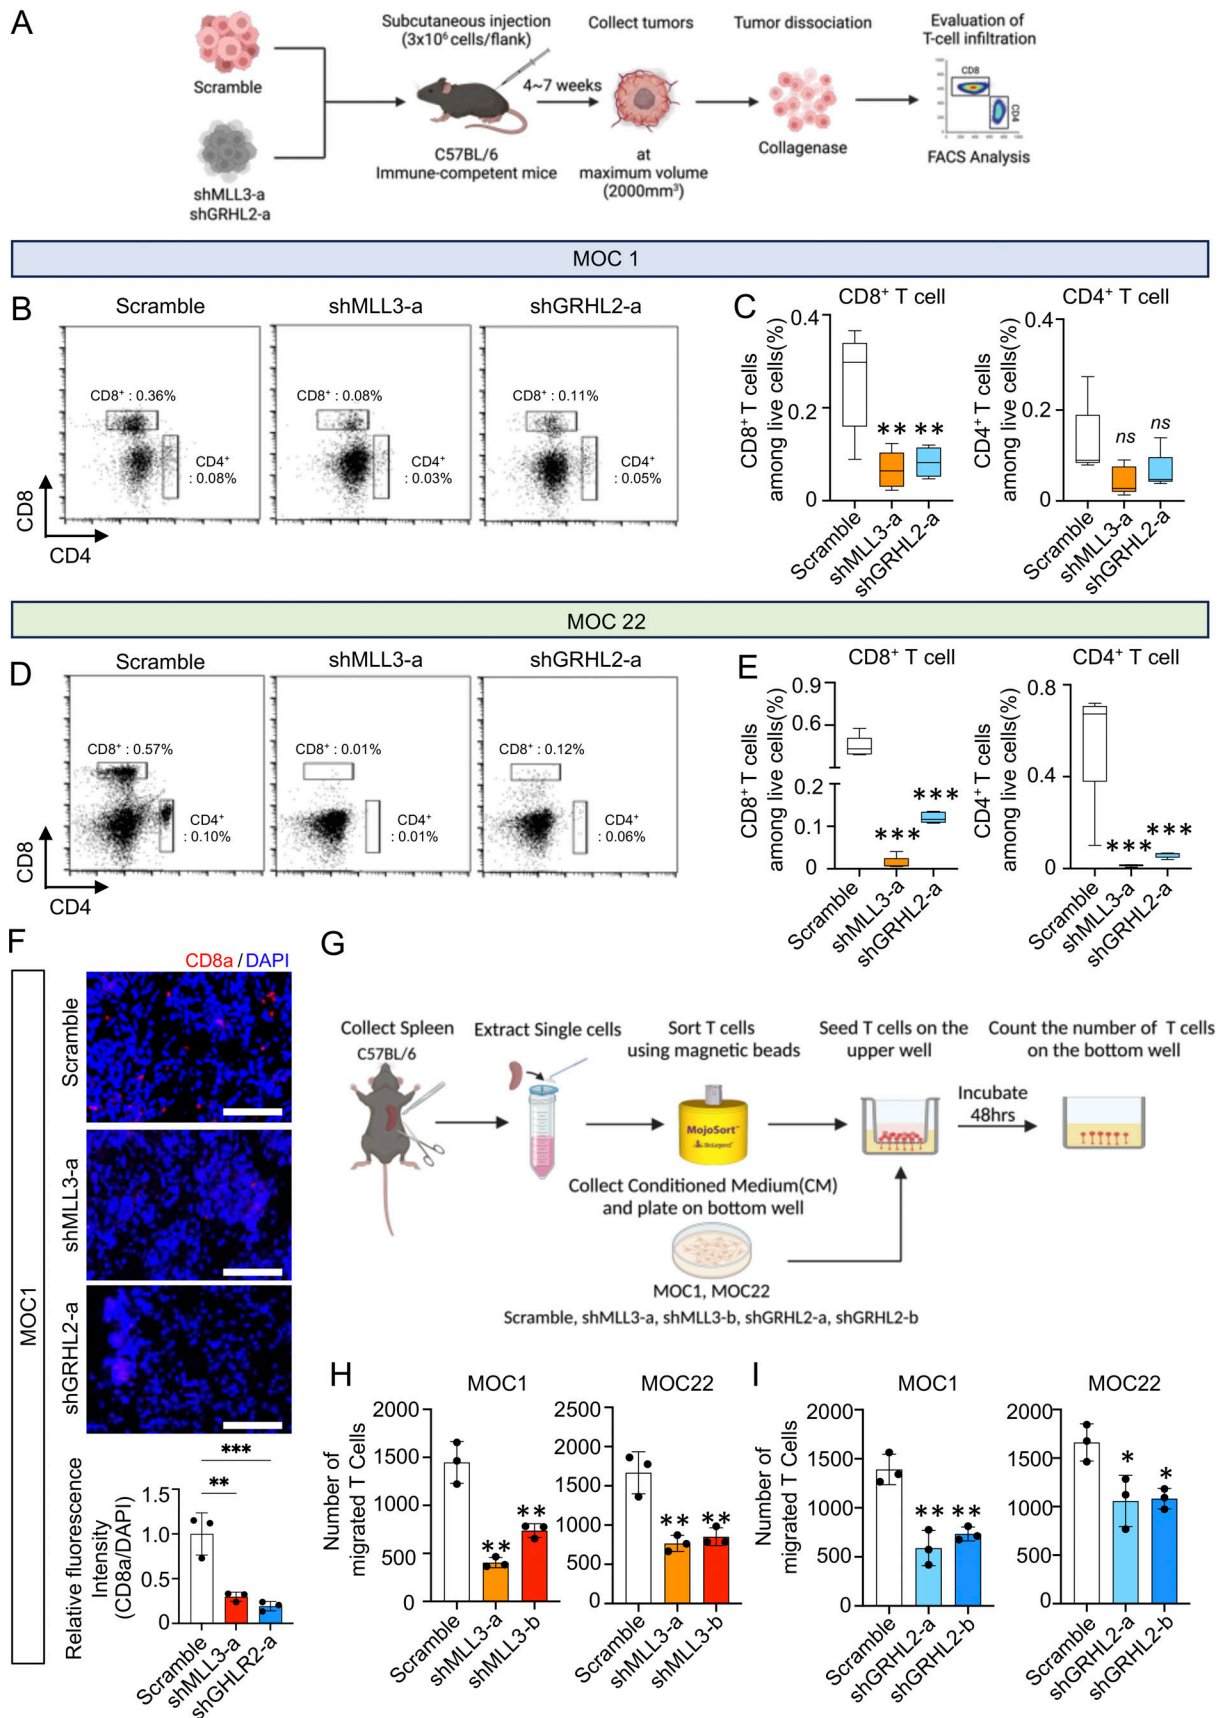 A
Scramble
shMLL3-a
shGRHL2-a
Subcutaneous injection
(3x10⁶ cells/flank)
C57BL/6
Immune-competent mice
4~7 weeks
Collect tumors
at
maximum volume
(2000mm³)
Tumor dissociation
Collagenase
Evaluation of
T-cell infiltration
CD8
CD4
FACS Analysis
MOC 1
B
Scramble
shMLL3-a
shGRHL2-a
CD8⁺ : 0.36%
CD4⁺
: 0.08%
CD8⁺ : 0.08%
CD4⁺
: 0.03%
CD8⁺ : 0.11%
CD4⁺
: 0.05%
CD8
CD4
C
CD8⁺ T cell
CD8⁺ T cells
among live cells(%)
0.4
0.2
0
**
**
Scramble
shMLL3-a
shGRHL2-a
CD4⁺ T cell
CD4⁺ T cells
among live cells(%)
0.4
0.2
0
ns
ns
Scramble
shMLL3-a
shGRHL2-a
MOC 22
D
Scramble
shMLL3-a
shGRHL2-a
CD8⁺ : 0.57%
CD4⁺
: 0.10%
CD8⁺ : 0.01%
CD4⁺
: 0.01%
CD8⁺ : 0.12%
CD4⁺
: 0.06%
CD8
CD4
E
CD8⁺ T cell
CD8⁺ T cells
among live cells(%)
0.9
0.6
0.2
0.1
0
***
***
Scramble
shMLL3-a
shGRHL2-a
CD4⁺ T cell
CD4⁺ T cells
among live cells(%)
0.8
0.4
0
***
***
Scramble
shMLL3-a
shGRHL2-a
F
CD8a/DAPI
MOC1
Scramble
shMLL3-a
shGRHL2-a
Relative fluorescence
Intensity
(CD8a/DAPI)
1.5
1.0
0.5
0
***
**
Scramble
shMLL3-a
shGHLR2-a
G
Collect Spleen
C57BL/6
Extract Single cells
Sort T cells
using magnetic beads
MojoSort™
BioLegend
Seed T cells on the
upper well
Incubate
48hrs
Count the number of T cells
on the bottom well
Collect Conditioned Medium(CM)
and plate on bottom well
MOC1, MOC22
Scramble, shMLL3-a, shMLL3-b, shGRHL2-a, shGRHL2-b
H
MOC1
Number of
migrated T Cells
2000
1500
1000
500
0
**
**
Scramble
shMLL3-a
shMLL3-b
MOC22
2500
2000
1500
1000
500
0
**
**
Scramble
shMLL3-a
shMLL3-b
I
MOC1
Number of
migrated T Cells
2000
1500
1000
500
0
**
**
Scramble
shGRHL2-a
shGRHL2-b
MOC22
2000
1500
1000
500
0
*
*
Scramble
shGRHL2-a
shGRHL2-b